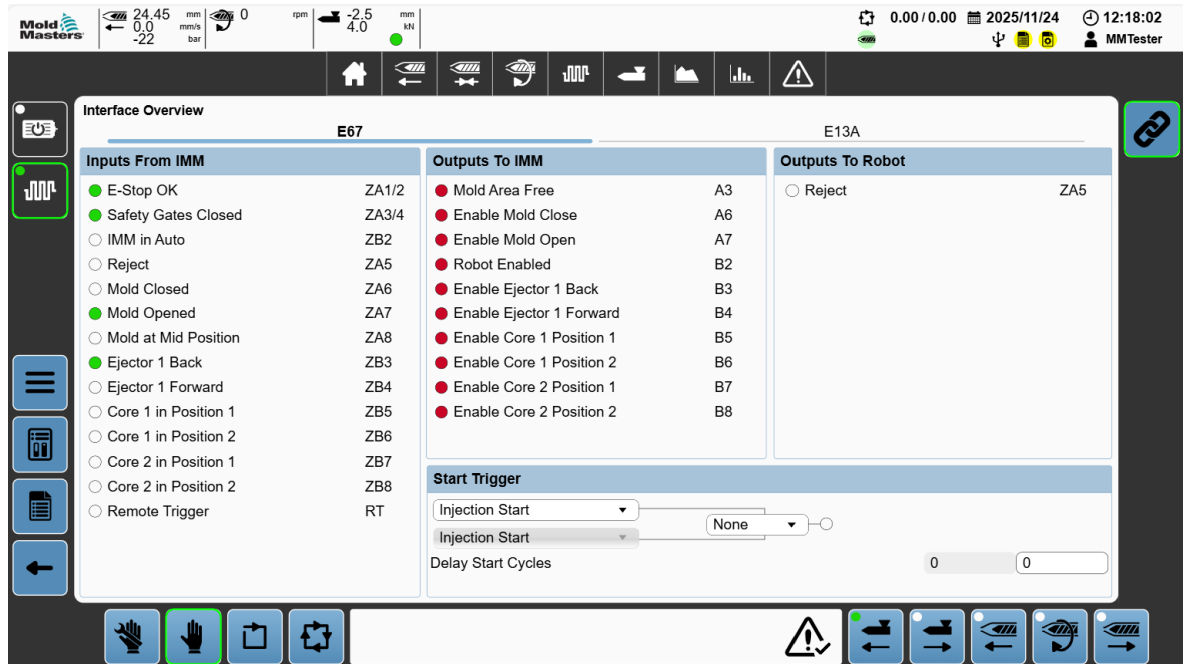 Mold
Masters
24.45 mm
0.0 mm/s
-22 bar
0 rpm
-2.5 mm
4.0 kN
0.00 / 0.00
2025/11/24
12:18:02
MMTester
Interface Overview
E67
E13A
Inputs From IMM
E-Stop OK ZA1/2
Safety Gates Closed ZA3/4
IMM in Auto ZB2
Reject ZA5
Mold Closed ZA6
Mold Opened ZA7
Mold at Mid Position ZA8
Ejector 1 Back ZB3
Ejector 1 Forward ZB4
Core 1 in Position 1 ZB5
Core 1 in Position 2 ZB6
Core 2 in Position 1 ZB7
Core 2 in Position 2 ZB8
Remote Trigger RT
Outputs To IMM
Mold Area Free A3
Enable Mold Close A6
Enable Mold Open A7
Robot Enabled B2
Enable Ejector 1 Back B3
Enable Ejector 1 Forward B4
Enable Core 1 Position 1 B5
Enable Core 1 Position 2 B6
Enable Core 2 Position 1 B7
Enable Core 2 Position 2 B8
Outputs To Robot
Reject ZA5
Start Trigger
Injection Start
None
Injection Start
Delay Start Cycles 0 0